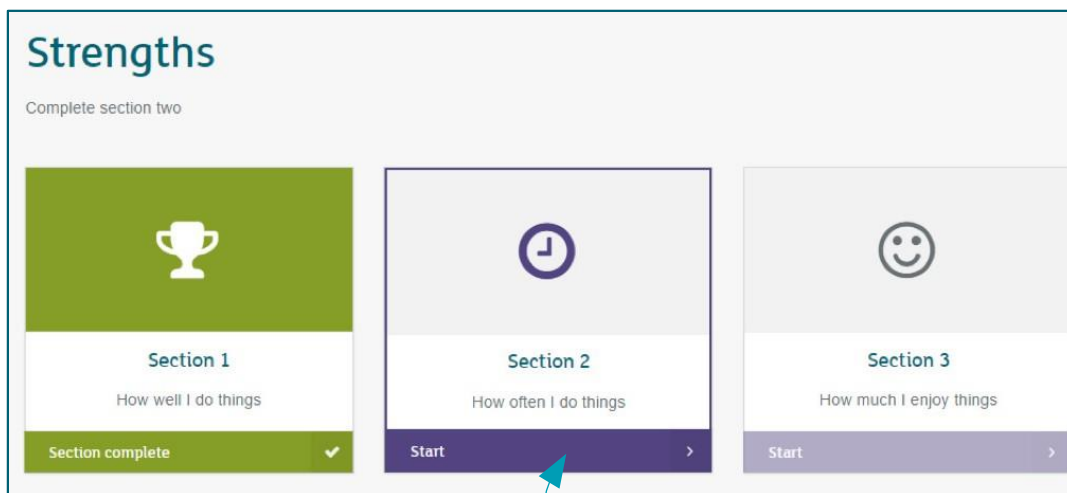 Strengths
Complete section two
Section 1
How well I do things
Section complete
Section 2
How often I do things
Start
Section 3
How much I enjoy things
Start